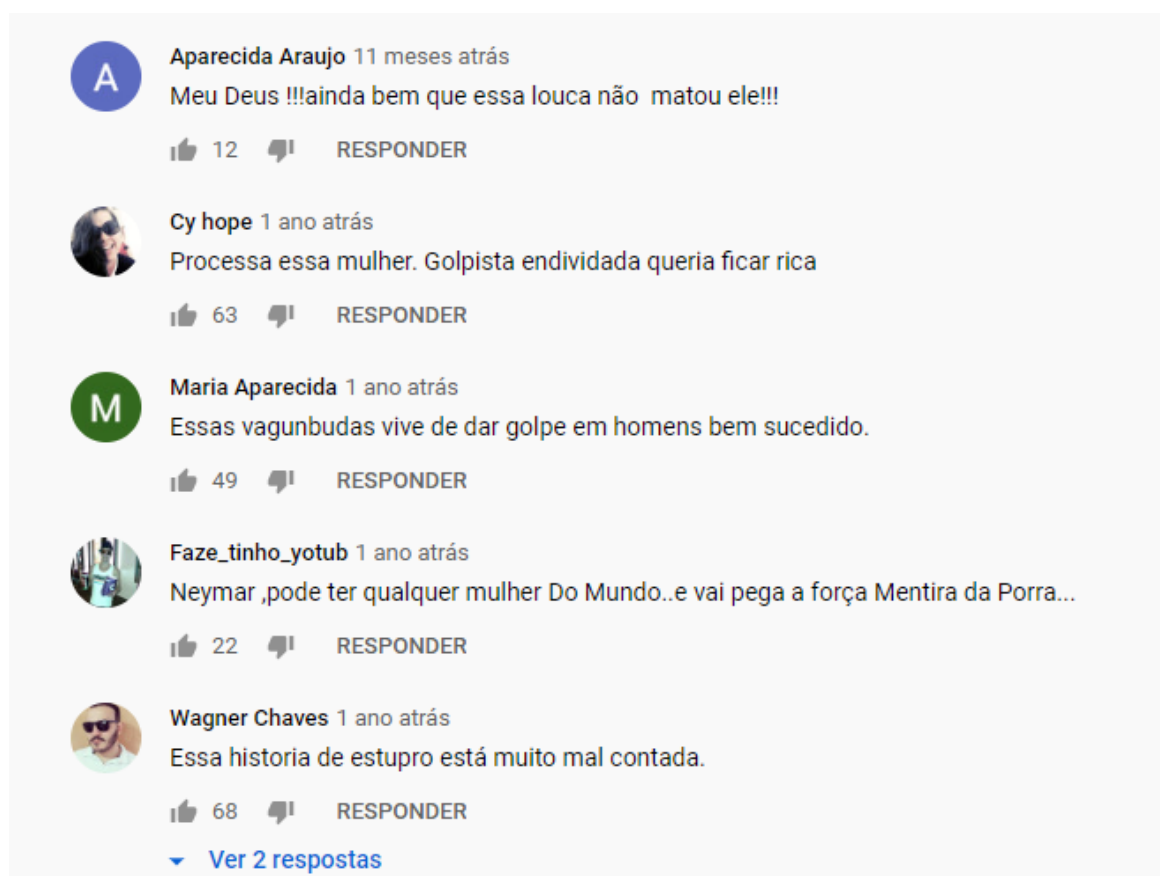 A
Aparecida Araujo 11 meses atrás
Meu Deus !!!ainda bem que essa louca não  matou ele!!!
12 RESPONDER
Cy hope 1 ano atrás
Processa essa mulher. Golpista endividada queria ficar rica
63 RESPONDER
M
Maria Aparecida 1 ano atrás
Essas vagunbudas vive de dar golpe em homens bem sucedido.
49 RESPONDER
Faze_tinho_yotub 1 ano atrás
Neymar ,pode ter qualquer mulher Do Mundo..e vai pega a força Mentira da Porra...
22 RESPONDER
Wagner Chaves 1 ano atrás
Essa historia de estupro está muito mal contada.
68 RESPONDER
Ver 2 respostas